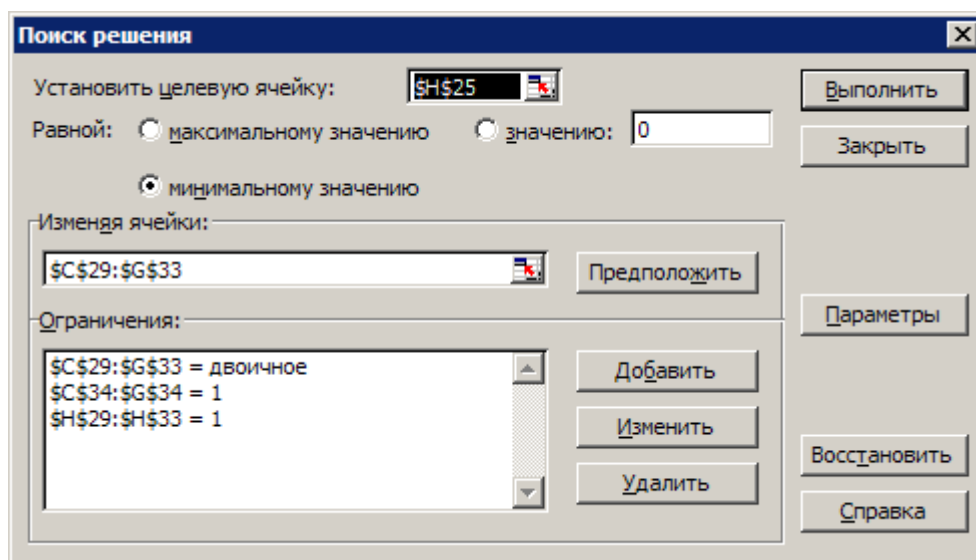 Поиск решения
Установить целевую ячейку: $H$25
Выполнить
Равной: максимальному значению значению: 0
Закрыть
минимальному значению
Изменяя ячейки:
$C$29:$G$33
Предположить
Параметры
Ограничения:
$C$29:$G$33 = двоичное
$C$34:$G$34 = 1
$H$29:$H$33 = 1
Добавить
Изменить
Удалить
Восстановить
Справка